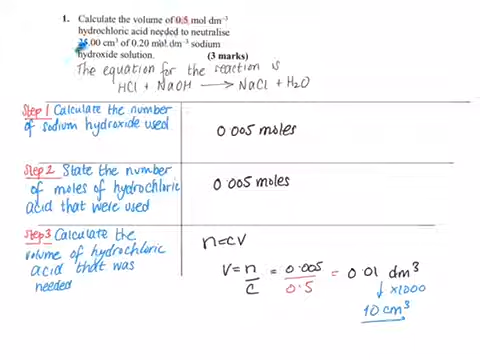 1. Calculate the volume of 0.5 mol dm⁻³
hydrochloric acid needed to neutralise
25.00 cm³ of 0.20 mol dm⁻³ sodium
hydroxide solution. (3 marks)
The equation for the reaction is
HCl + NaOH → NaCl + H₂O
Step 1 Calculate the number
of sodium hydroxide used
0.005 moles
Step 2 State the number
of moles of hydrochloric
acid that were used
0.005 moles
Step 3 Calculate the
volume of hydrochloric
acid that was
needed
n=cv
V = n/c = 0.005/0.5 = 0.01 dm³
↓ ×1000
10 cm³